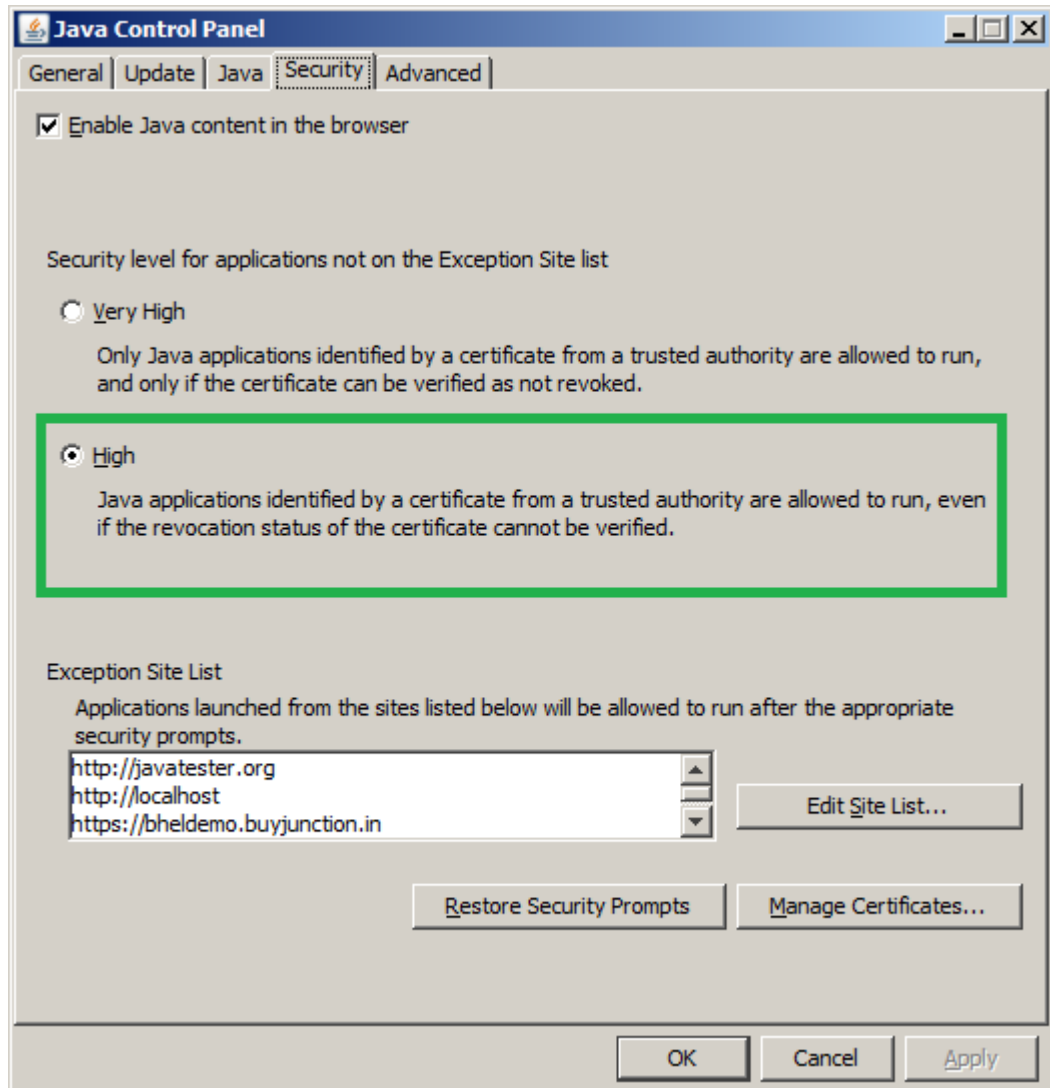 Java Control Panel
General Update Java Security Advanced
Enable Java content in the browser
Security level for applications not on the Exception Site list
Very High
Only Java applications identified by a certificate from a trusted authority are allowed to run,
and only if the certificate can be verified as not revoked.
High
Java applications identified by a certificate from a trusted authority are allowed to run, even
if the revocation status of the certificate cannot be verified.
Exception Site List
Applications launched from the sites listed below will be allowed to run after the appropriate
security prompts.
http://javatester.org
http://localhost
https://bheldemo.buyjunction.in
Edit Site List...
Restore Security Prompts Manage Certificates...
OK Cancel Apply